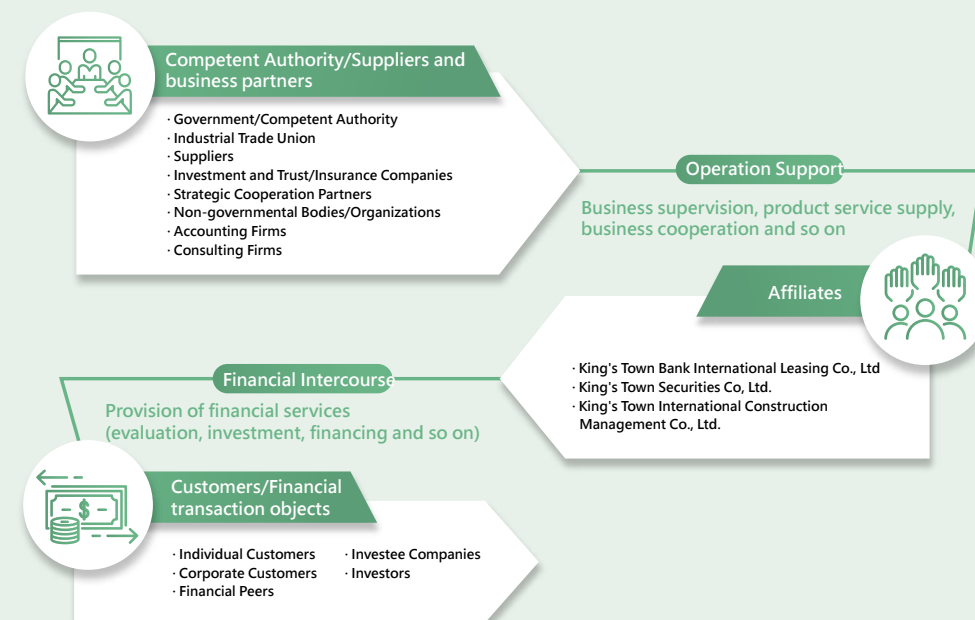 Competent Authority/Suppliers and
business partners
· Government/Competent Authority
· Industrial Trade Union
· Suppliers
· Investment and Trust/Insurance Companies
· Strategic Cooperation Partners
· Non-governmental Bodies/Organizations
· Accounting Firms
· Consulting Firms
Operation Support
Business supervision, product service supply,
business cooperation and so on
Affiliates
· King's Town Bank International Leasing Co., Ltd
· King's Town Securities Co, Ltd.
· King's Town International Construction
Management Co., Ltd.
Financial Intercourse
Provision of financial services
(evaluation, investment, financing and so on)
$
Customers/Financial
transaction objects
· Individual Customers
· Corporate Customers
· Financial Peers
· Investee Companies
· Investors